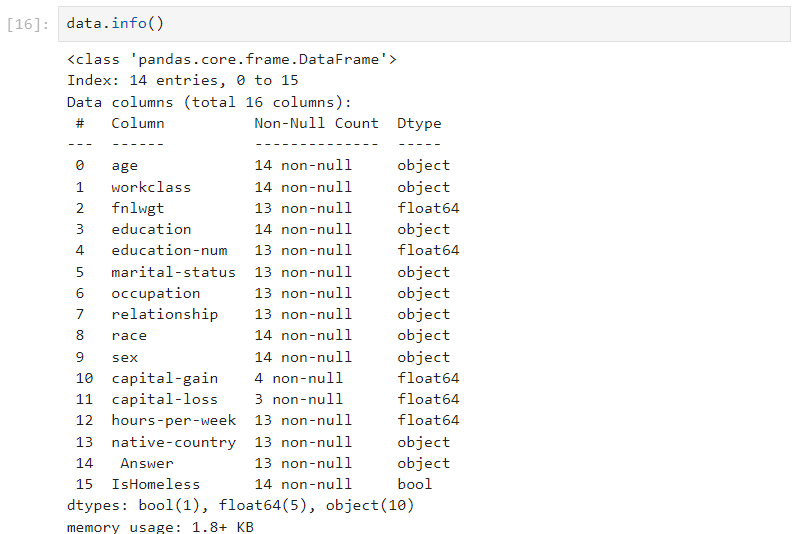 [16]: data.info()
<class 'pandas.core.frame.DataFrame'>
Index: 14 entries, 0 to 15
Data columns (total 16 columns):
 #   Column          Non-Null Count  Dtype
---  ------          --------------  -----
 0   age             14 non-null     object
 1   workclass       14 non-null     object
 2   fnlwgt          13 non-null     float64
 3   education       14 non-null     object
 4   education-num   13 non-null     float64
 5   marital-status  13 non-null     object
 6   occupation      13 non-null     object
 7   relationship    13 non-null     object
 8   race            14 non-null     object
 9   sex             14 non-null     object
 10  capital-gain    4 non-null      float64
 11  capital-loss    3 non-null      float64
 12  hours-per-week  13 non-null     float64
 13  native-country  13 non-null     object
 14   Answer         13 non-null     object
 15  IsHomeless      14 non-null     bool
dtypes: bool(1), float64(5), object(10)
memory usage: 1.8+ KB